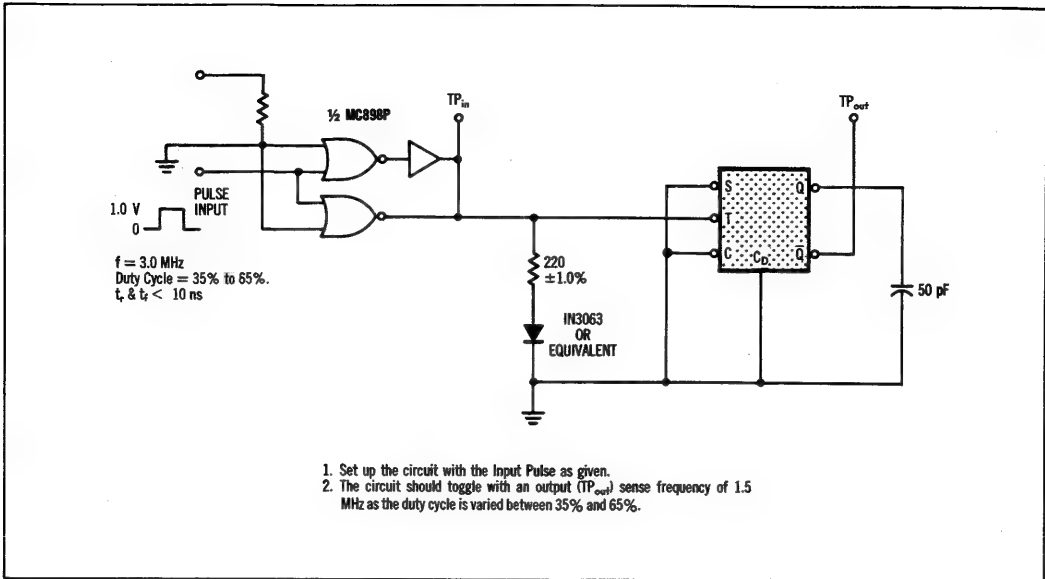 ½ MC898P
TPin
TPout
PULSE
INPUT
1.0 V
0
f = 3.0 MHz
Duty Cycle = 35% to 65%.
tr & tf < 10 ns
S
Q
T
C
CD
Q̅
220
±1.0%
IN3063
OR
EQUIVALENT
50 pF
1. Set up the circuit with the Input Pulse as given.
2. The circuit should toggle with an output (TPout) sense frequency of 1.5
MHz as the duty cycle is varied between 35% and 65%.